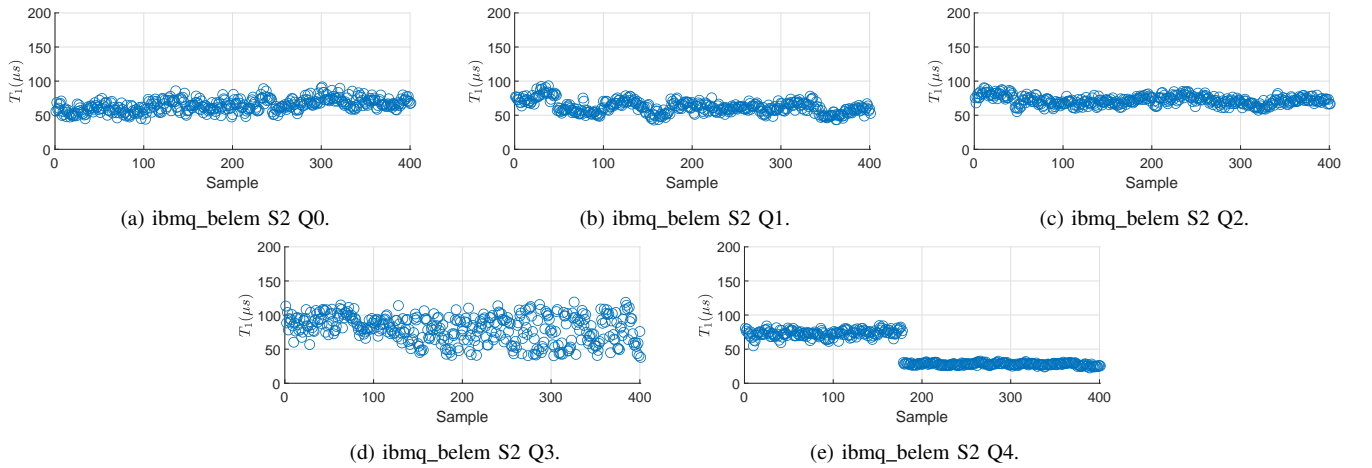 200
150
100
50
0
T₁(μs)
0 100 200 300 400
Sample
(a) ibmq_belem S2 Q0.
200
150
100
50
0
T₁(μs)
0 100 200 300 400
Sample
(b) ibmq_belem S2 Q1.
200
150
100
50
0
T₁(μs)
0 100 200 300 400
Sample
(c) ibmq_belem S2 Q2.
200
150
100
50
0
T₁(μs)
0 100 200 300 400
Sample
(d) ibmq_belem S2 Q3.
200
150
100
50
0
T₁(μs)
0 100 200 300 400
Sample
(e) ibmq_belem S2 Q4.